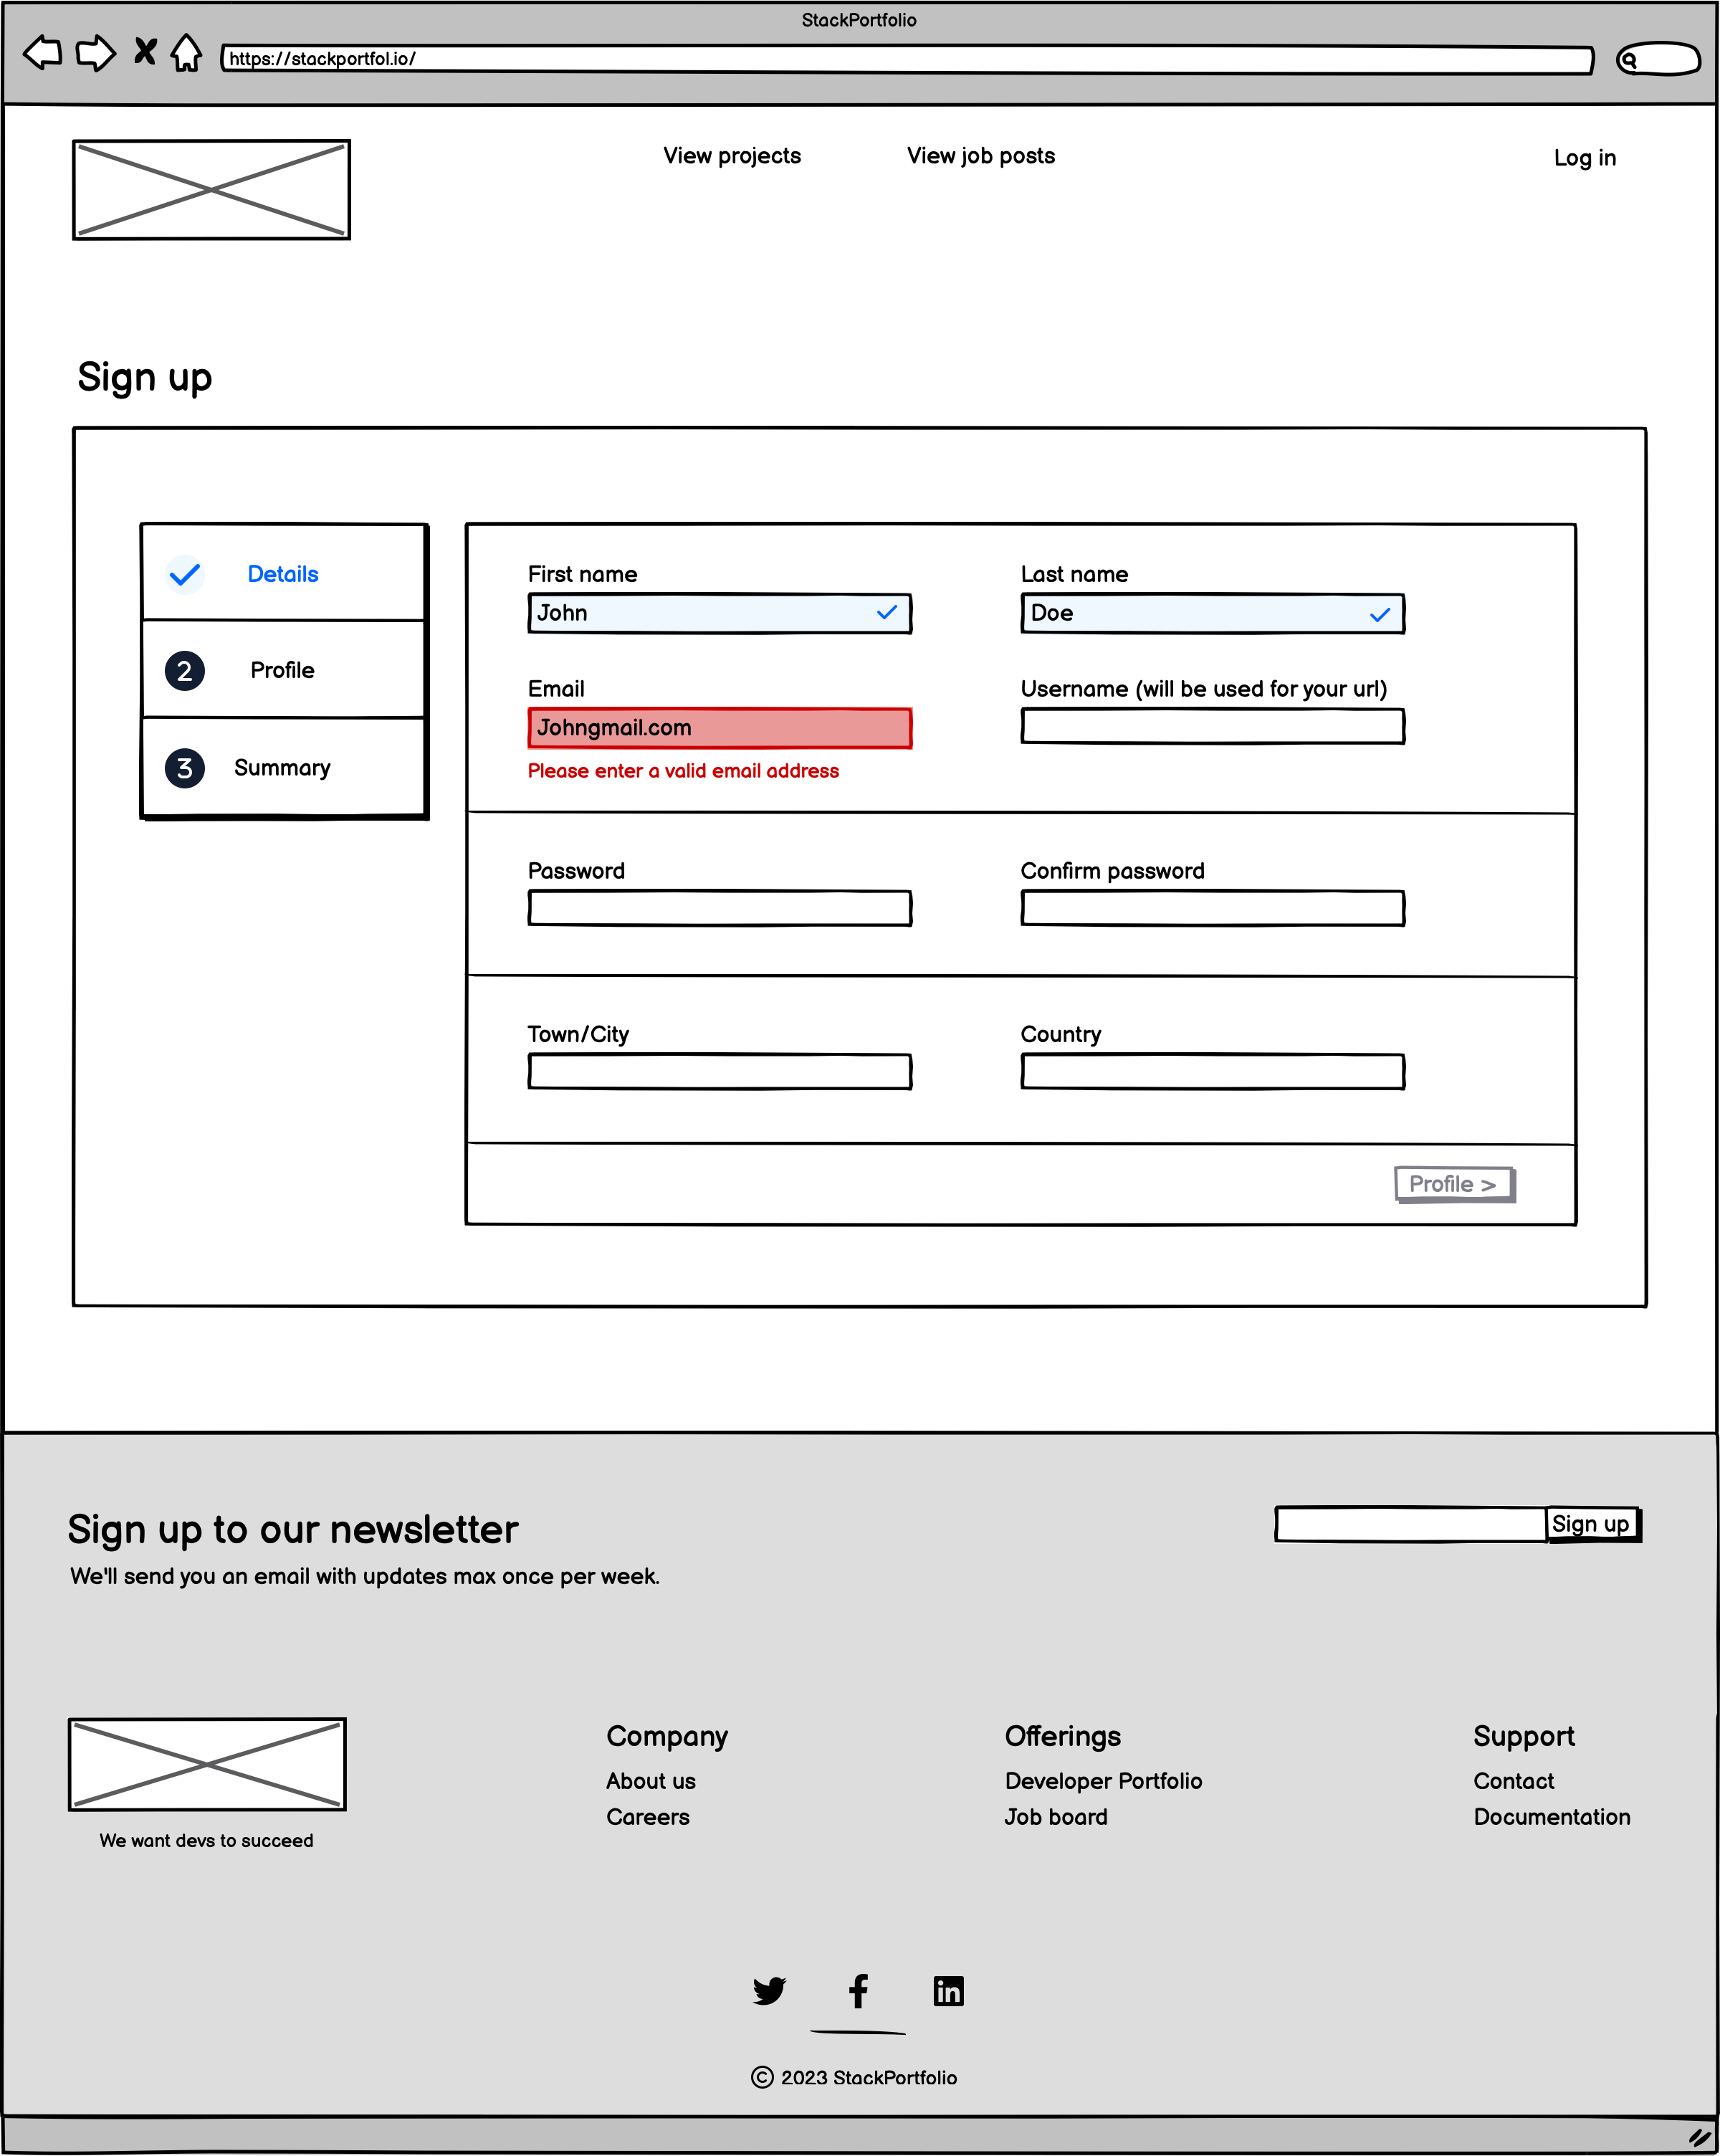 StackPortfolio
https://stackportfol.io/
View projects
View job posts
Log in
Sign up
Details
2
Profile
3
Summary
First name
Last name
John
Doe
Email
Username (will be used for your url)
Johngmail.com
Please enter a valid email address
Password
Confirm password
Town/City
Country
Profile >
Sign up to our newsletter
Sign up
We'll send you an email with updates max once per week.
We want devs to succeed
Company
About us
Careers
Offerings
Developer Portfolio
Job board
Support
Contact
Documentation
© 2023 StackPortfolio